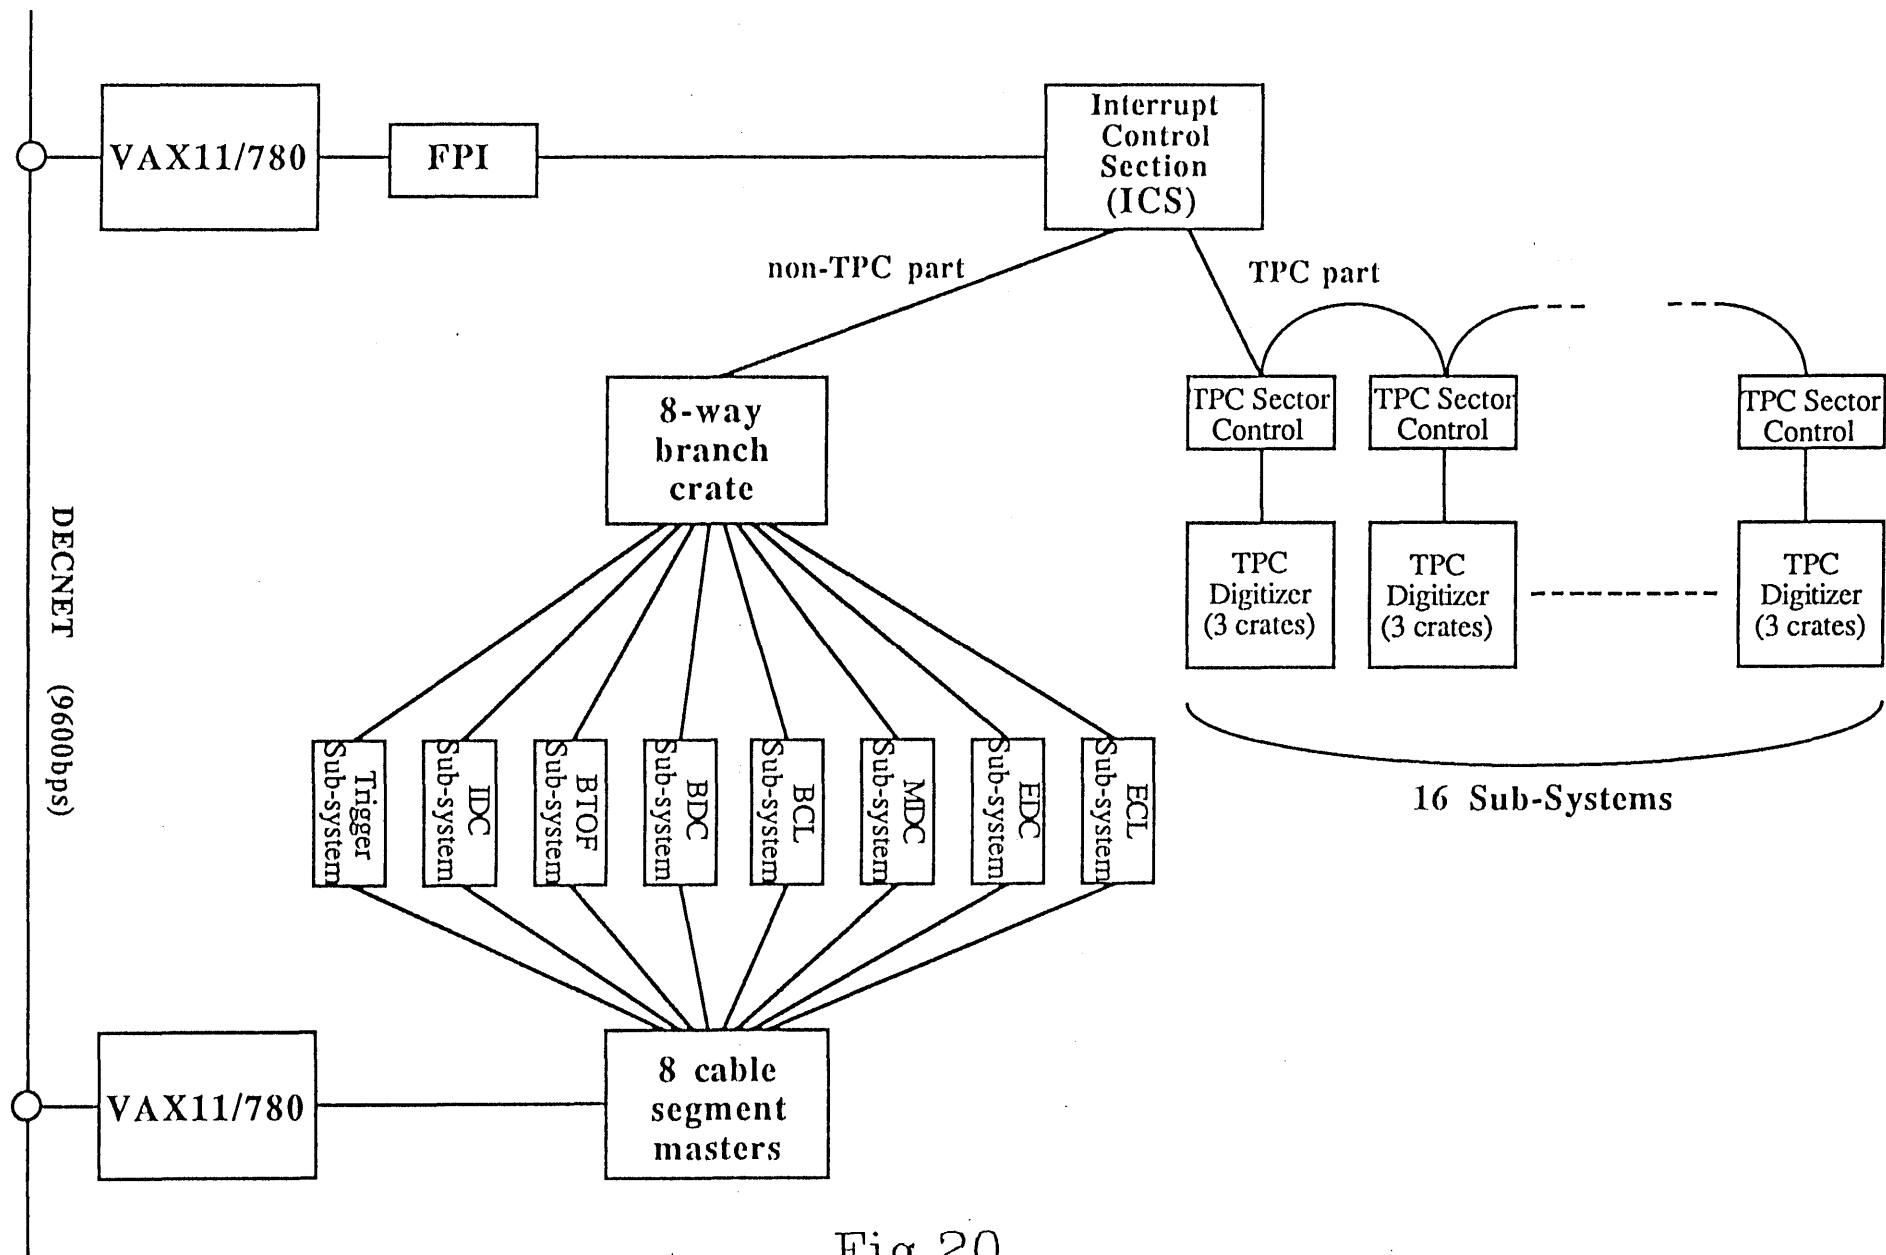 VAX11/780
FPI
Interrupt
Control
Section
(ICS)
non-TPC part
TPC part
8-way
branch
crate
TPC Sector
Control
TPC Sector
Control
TPC Sector
Control
TPC
Digitizer
(3 crates)
TPC
Digitizer
(3 crates)
TPC
Digitizer
(3 crates)
16 Sub-Systems
DECNET (9600bps)
Trigger
Sub-system
IDC
Sub-system
BTOF
Sub-system
BDC
Sub-system
BCL
Sub-system
MDC
Sub-system
EDC
Sub-system
ECL
Sub-system
VAX11/780
8 cable
segment
masters
Fig.20